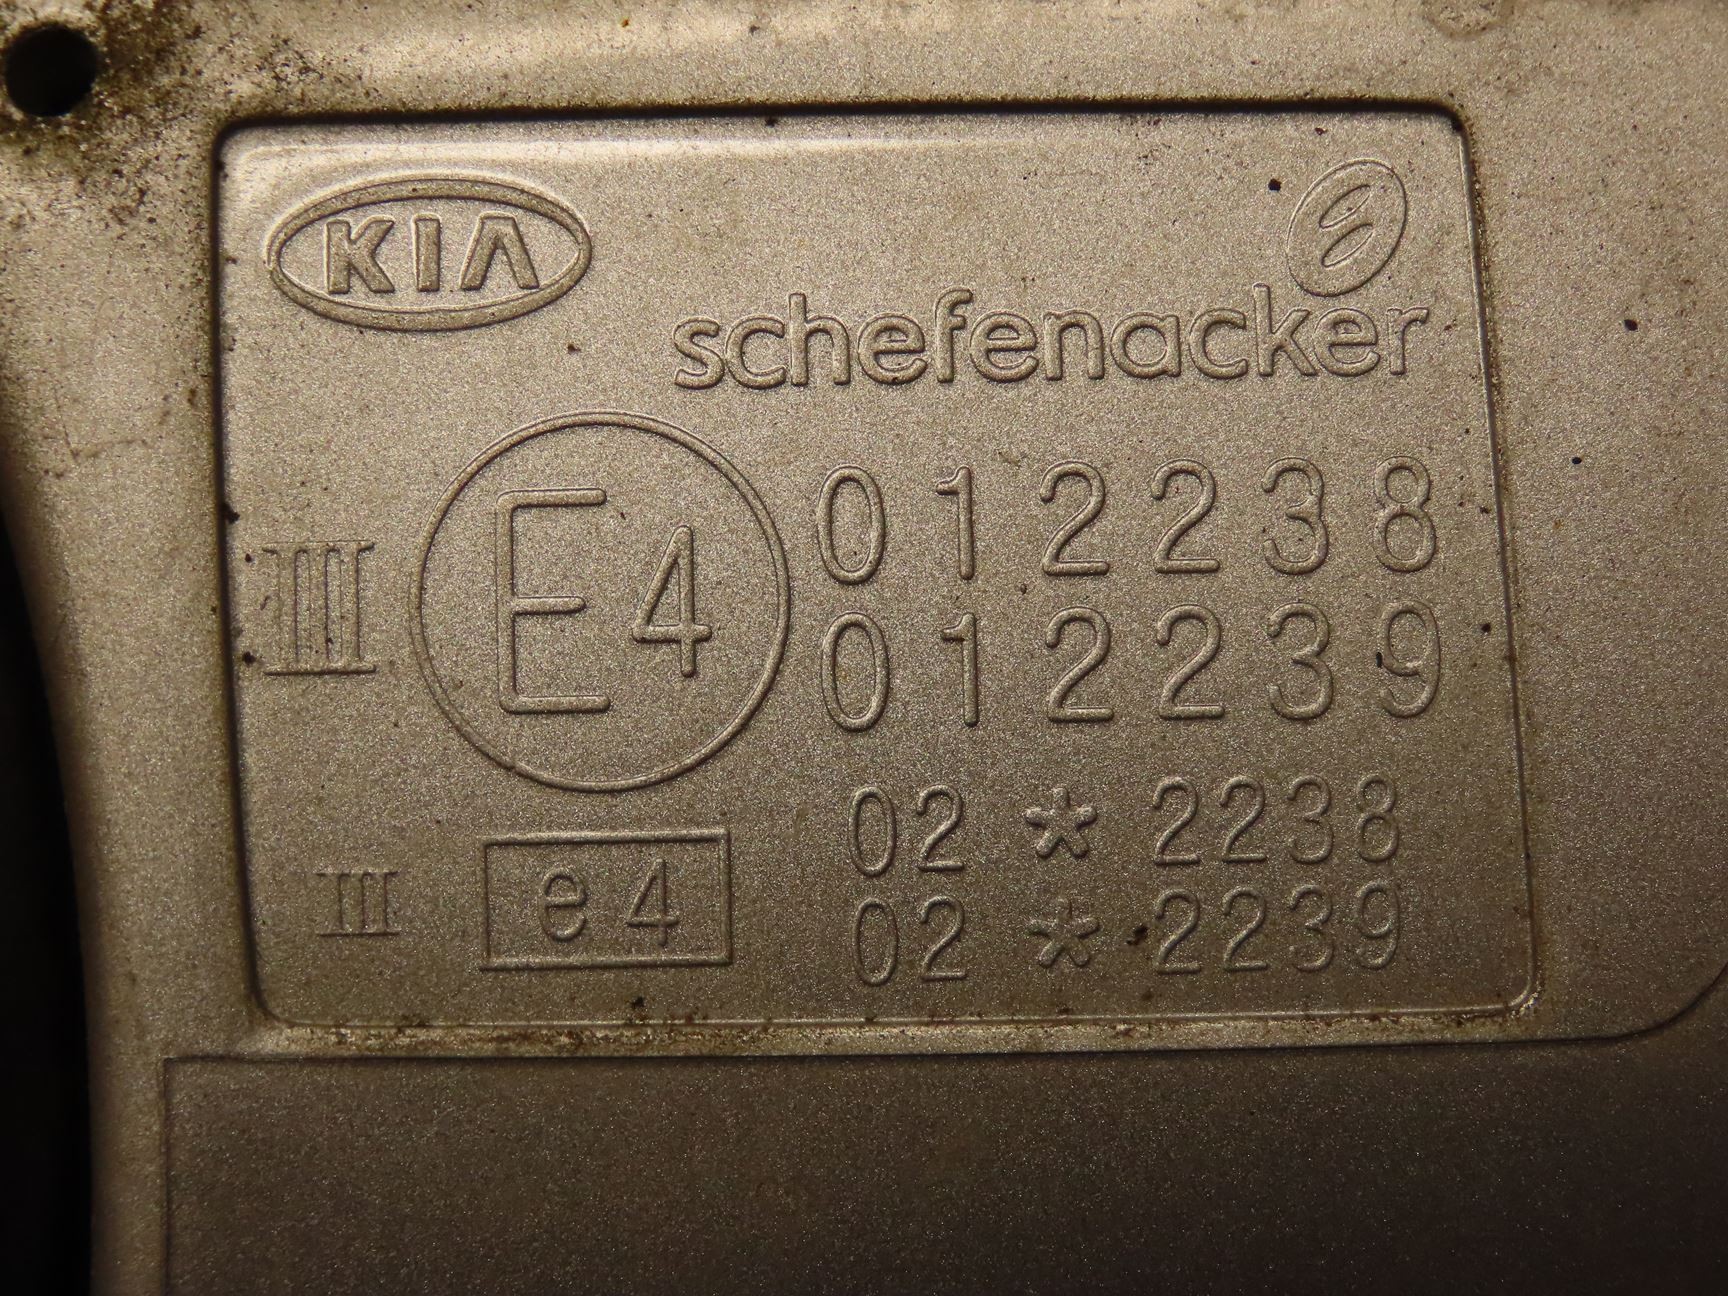 KIA
schefenacker
III E4 012238
012239
III e4 02 * 2238
02 * 2239